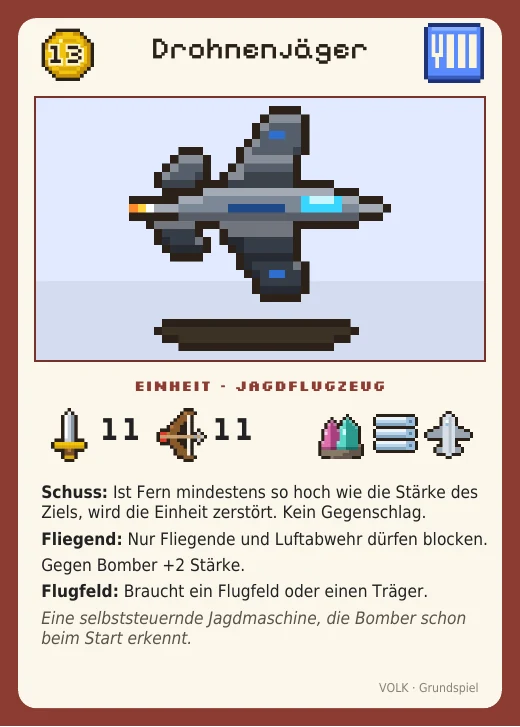 13
Drohnenjäger
VIII
EINHEIT - JAGDFLUGZEUG
11 11
Schuss: Ist Fern mindestens so hoch wie die Stärke des
Ziels, wird die Einheit zerstört. Kein Gegenschlag.
Fliegend: Nur Fliegende und Luftabwehr dürfen blocken.
Gegen Bomber +2 Stärke.
Flugfeld: Braucht ein Flugfeld oder einen Träger.
Eine selbststeuernde Jagdmaschine, die Bomber schon
beim Start erkennt.
VOLK · Grundspiel